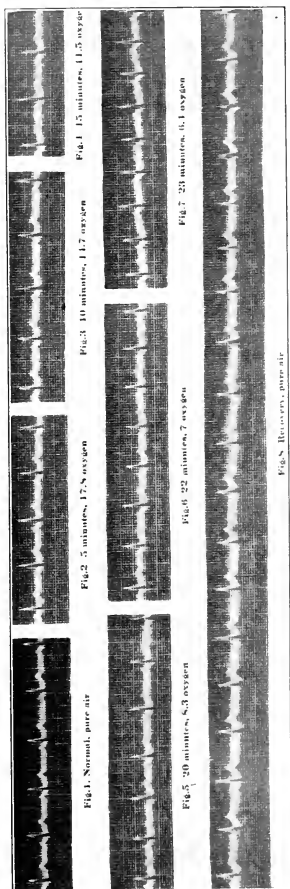 Fig.1. Normal, pure air
Fig.2 5 minutes, 17.8 oxygen
Fig.3 10 minutes, 14.7 oxygen
Fig.4 15 minutes, 11.5 oxygen
Fig.5 20 minutes, 8.3 oxygen
Fig.6 22 minutes, 7 oxygen
Fig.7 23 minutes, 6.1 oxygen
Fig.8 Recovery, pure air